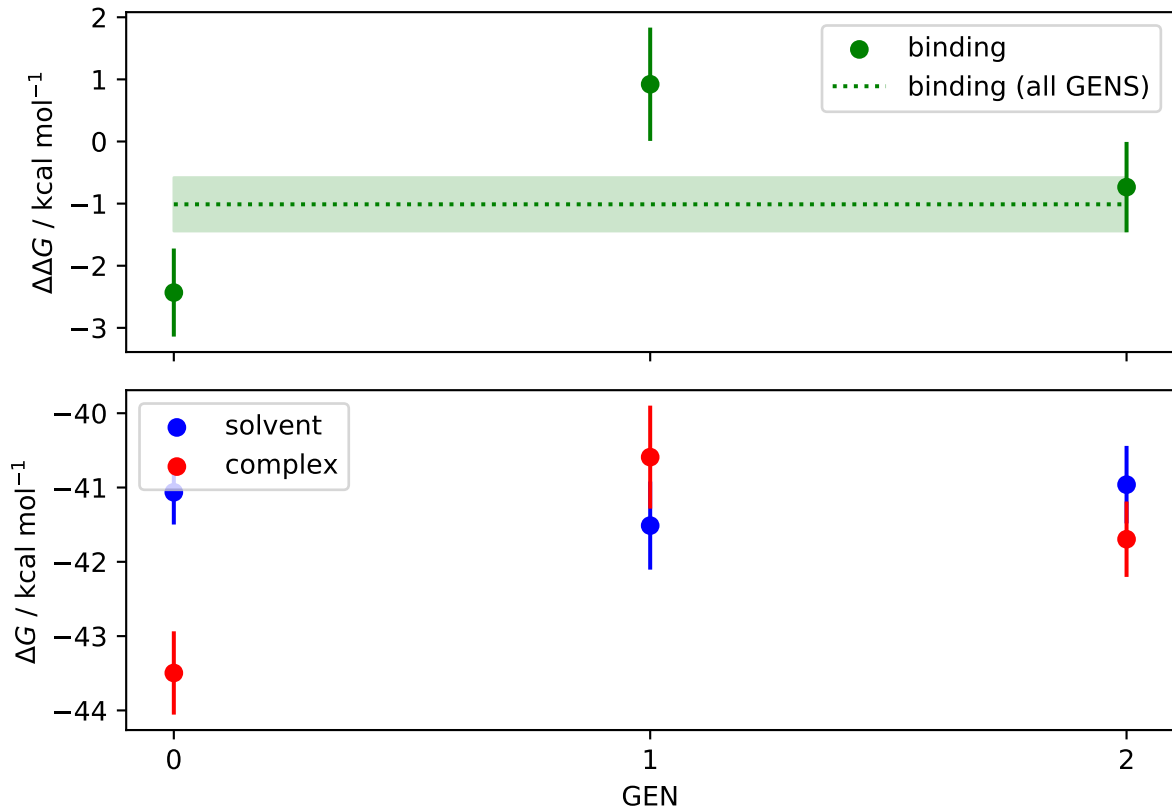 2
1
0
−1
−2
−3
ΔΔG / kcal mol⁻¹
binding
binding (all GENS)
−40
−41
−42
−43
−44
ΔG / kcal mol⁻¹
solvent
complex
0
1
2
GEN